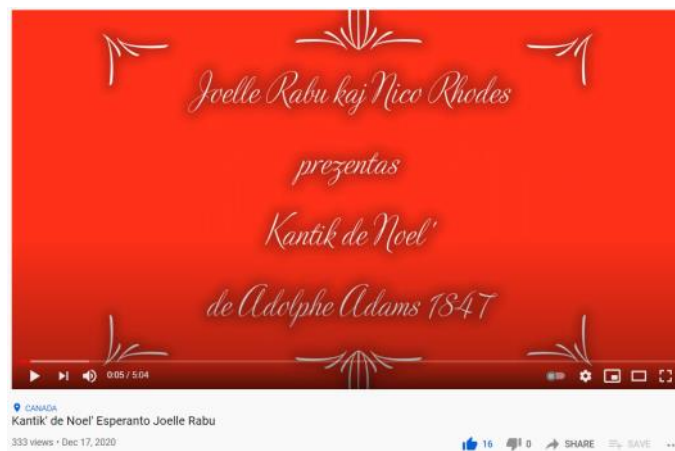 Joelle Rabu kaj Nico Rhodes
prezentas
Kantik de Noel'
de Adolphe Adams 1847
0:05 / 5:04
CANADA
Kantik' de Noel' Esperanto Joelle Rabu
333 views • Dec 17, 2020
16
0
SHARE
SAVE